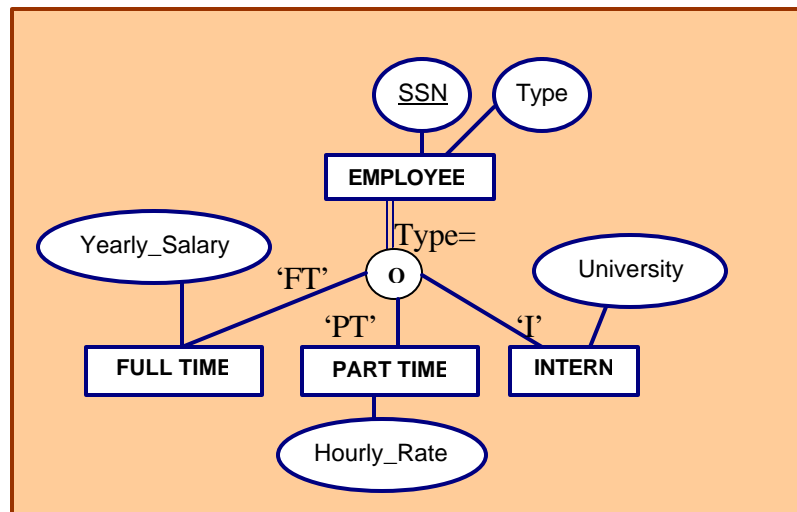 SSN
Type
EMPLOYEE
Type=
Yearly_Salary
University
O
‘FT’
‘PT’
‘I’
FULL TIME
PART TIME
INTERN
Hourly_Rate